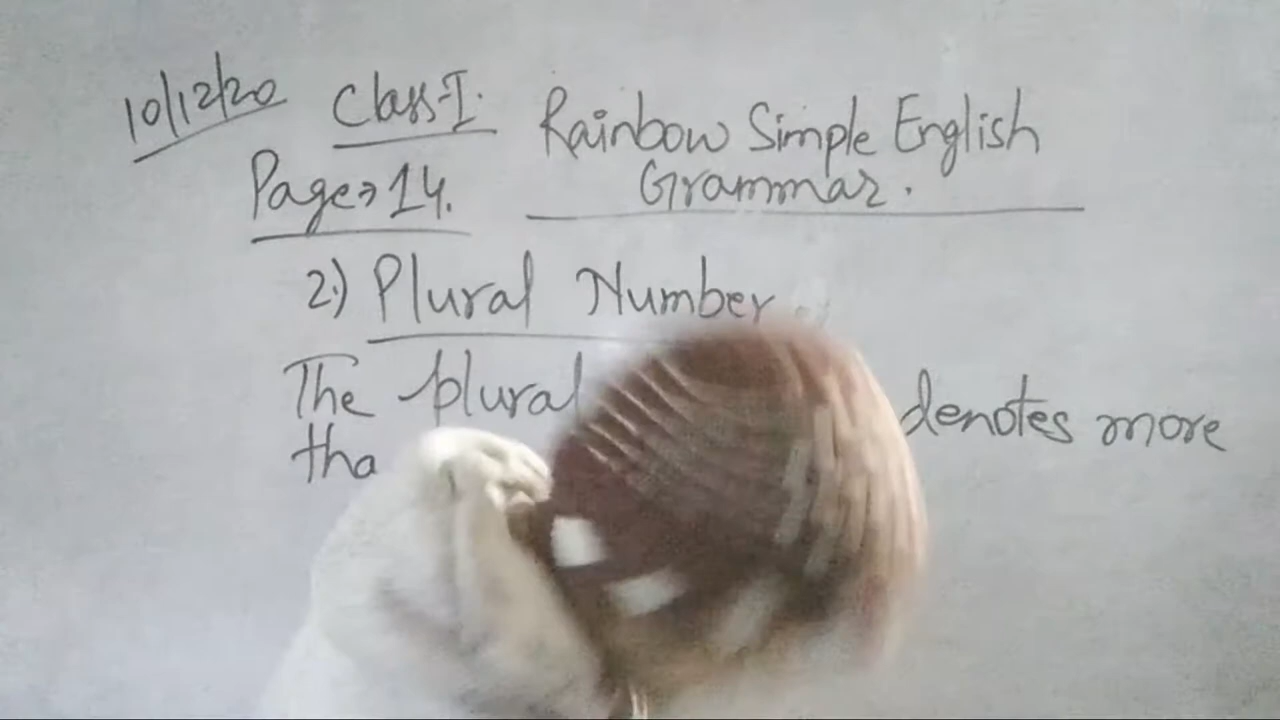 10/12/20 Class-I. Rainbow Simple English
Page→14. Grammar.
2.) Plural Number
The plural denotes more
tha